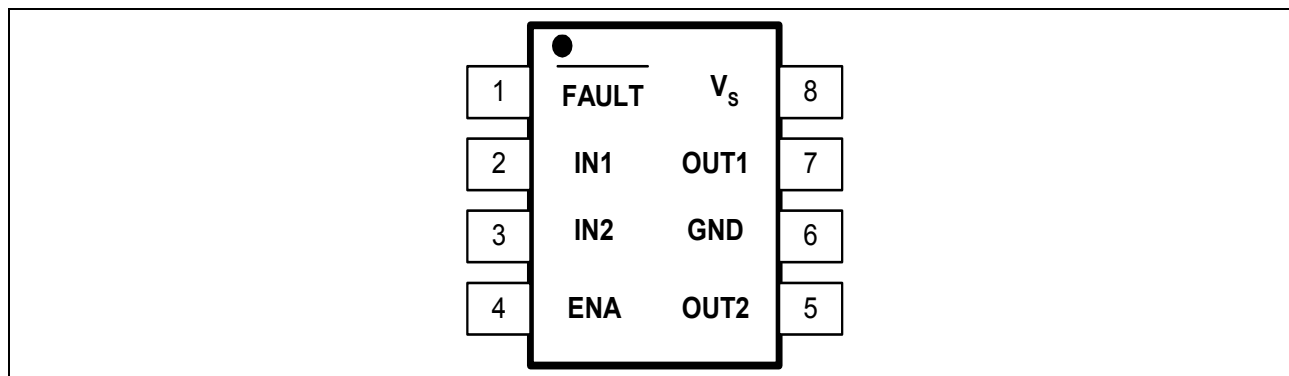 1 FAULT V_S 8
2 IN1 OUT1 7
3 IN2 GND 6
4 ENA OUT2 5